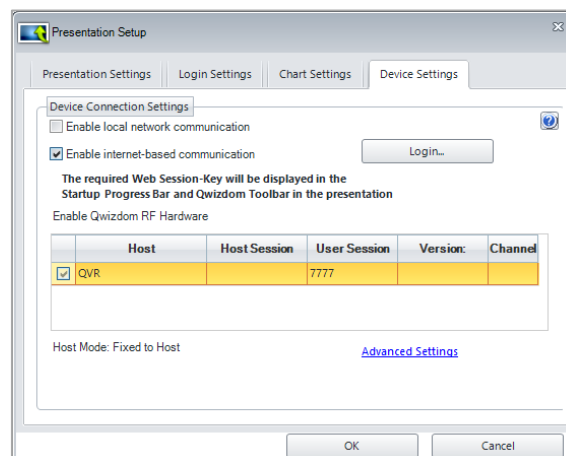 Presentation Setup
Presentation Settings Login Settings Chart Settings Device Settings
Device Connection Settings
Enable local network communication
Enable internet-based communication Login...
The required Web Session-Key will be displayed in the
Startup Progress Bar and Qwizdom Toolbar in the presentation
Enable Qwizdom RF Hardware
Host Host Session User Session Version: Channel
QVR 7777
Host Mode: Fixed to Host Advanced Settings
OK Cancel